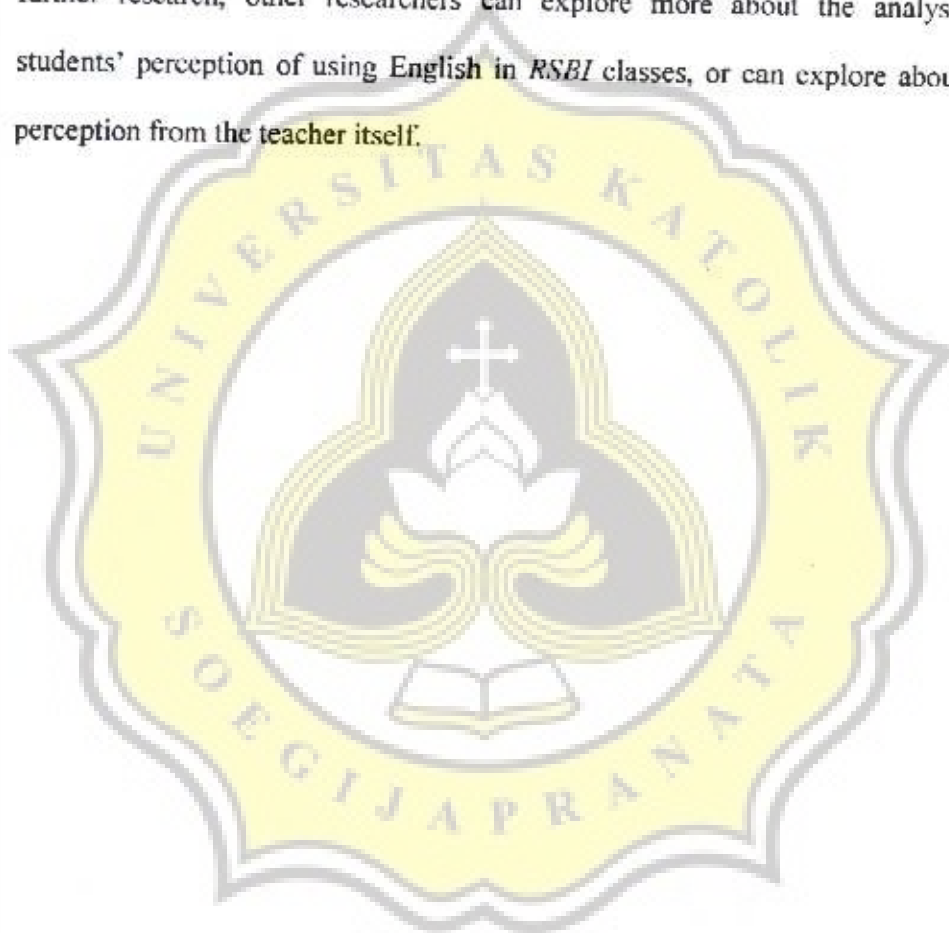 further research, other researchers can explore more about the analys
students' perception of using English in RSBI classes, or can explore abou
perception from the teacher itself.
UNIVERSITAS KATOLIK
SOEGIJAPRANATA